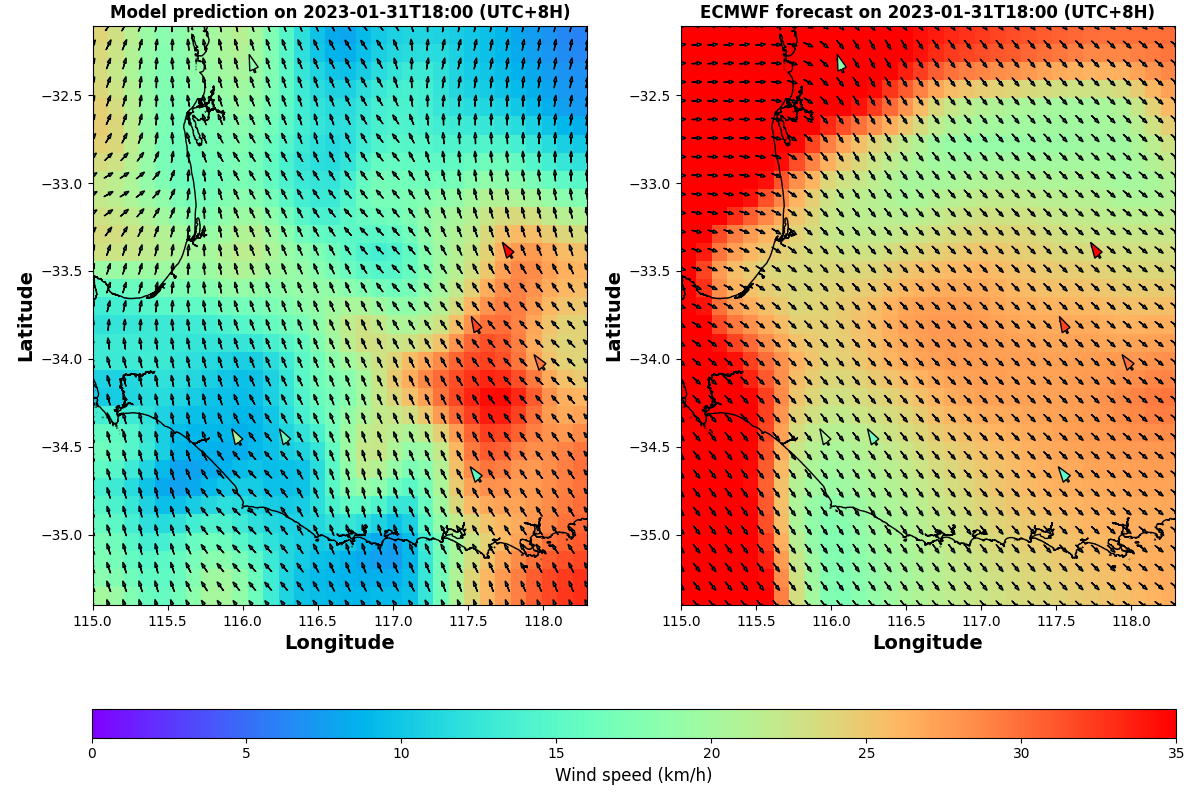 Model prediction on 2023-01-31T18:00 (UTC+8H)
ECMWF forecast on 2023-01-31T18:00 (UTC+8H)
Latitude
−32.5
−33.0
−33.5
−34.0
−34.5
−35.0
115.0 115.5 116.0 116.5 117.0 117.5 118.0
Longitude
Latitude
−32.5
−33.0
−33.5
−34.0
−34.5
−35.0
115.0 115.5 116.0 116.5 117.0 117.5 118.0
Longitude
0 5 10 15 20 25 30 35
Wind speed (km/h)